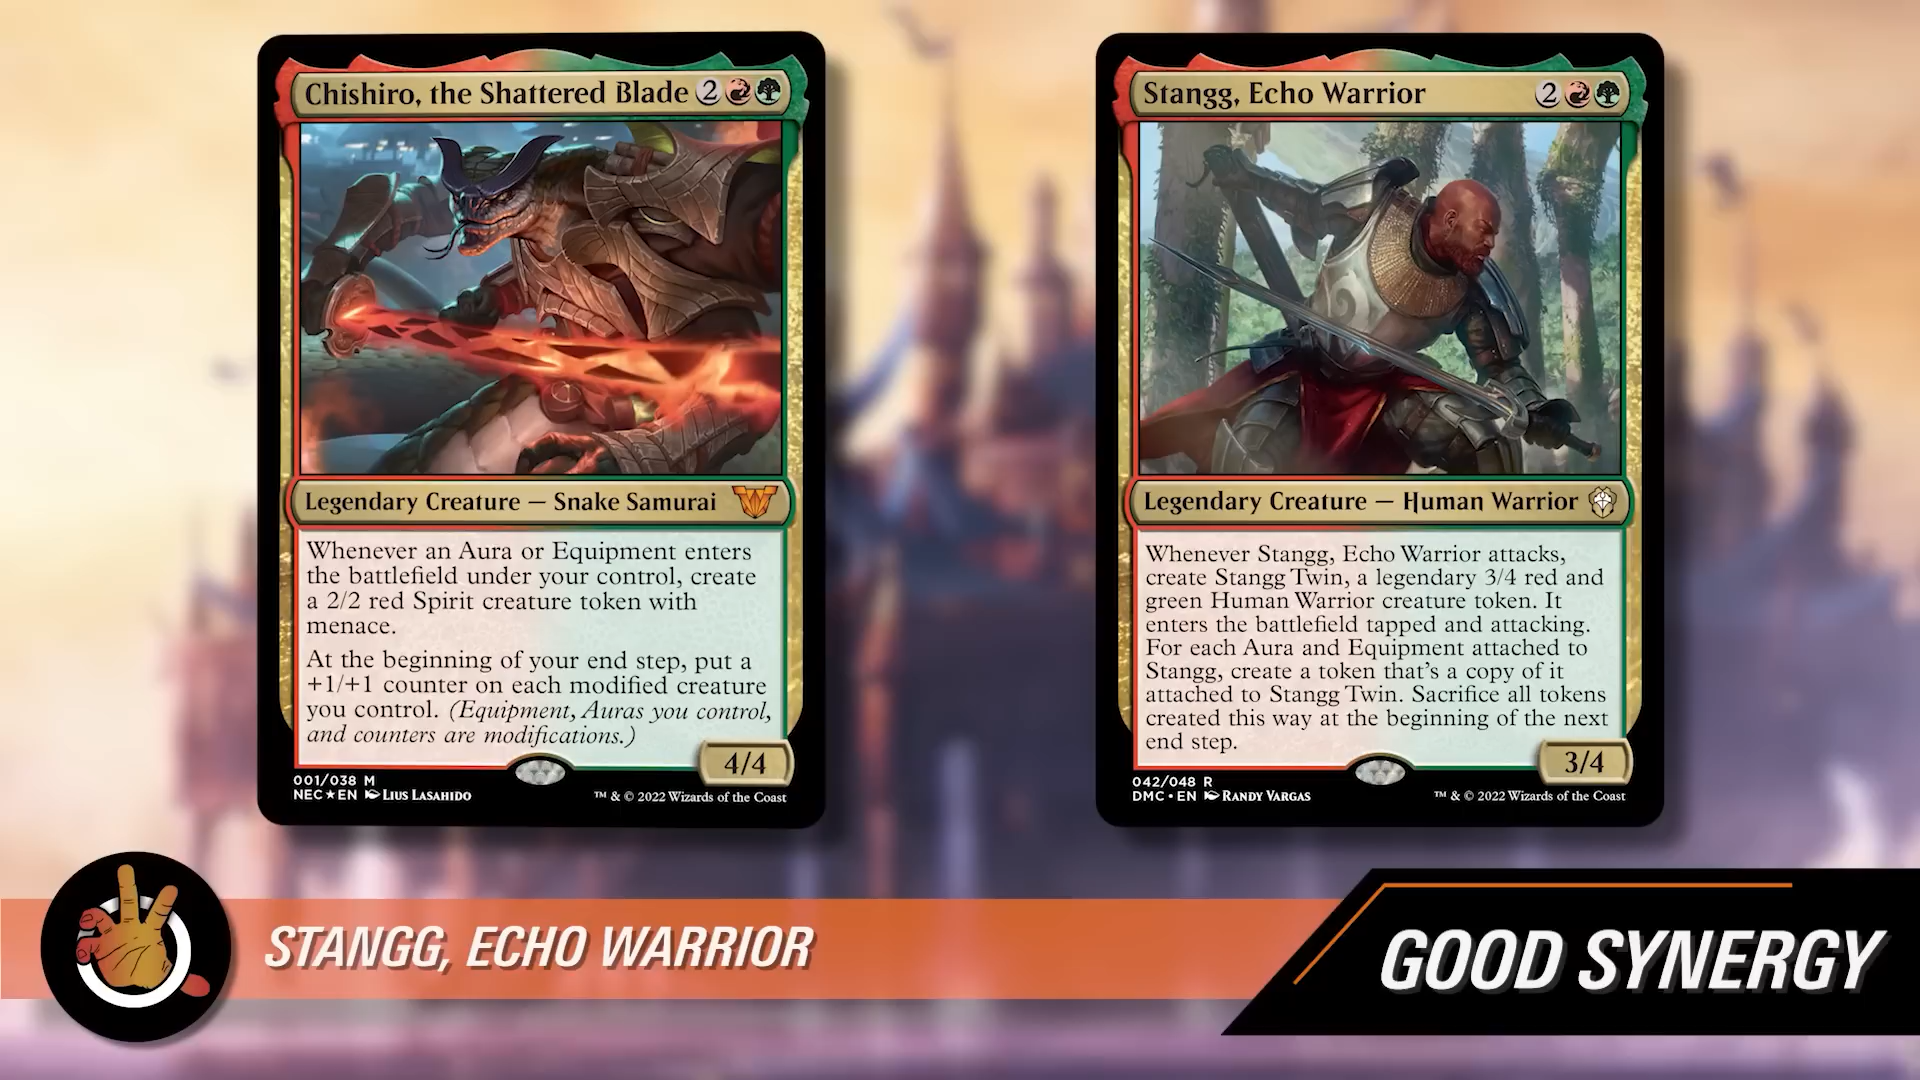 Chishiro, the Shattered Blade 2
Legendary Creature — Snake Samurai
Whenever an Aura or Equipment enters
the battlefield under your control, create
a 2/2 red Spirit creature token with
menace.
At the beginning of your end step, put a
+1/+1 counter on each modified creature
you control. (Equipment, Auras you control,
and counters are modifications.)
4/4
001/038 M
NEC★EN LIUS LASAHIDO
™ & © 2022 Wizards of the Coast
Stangg, Echo Warrior 2
Legendary Creature — Human Warrior
Whenever Stangg, Echo Warrior attacks,
create Stangg Twin, a legendary 3/4 red and
green Human Warrior creature token. It
enters the battlefield tapped and attacking.
For each Aura and Equipment attached to
Stangg, create a token that's a copy of it
attached to Stangg Twin. Sacrifice all tokens
created this way at the beginning of the next
end step.
3/4
042/048 R
DMC•EN RANDY VARGAS
™ & © 2022 Wizards of the Coast
STANGG, ECHO WARRIOR
GOOD SYNERGY